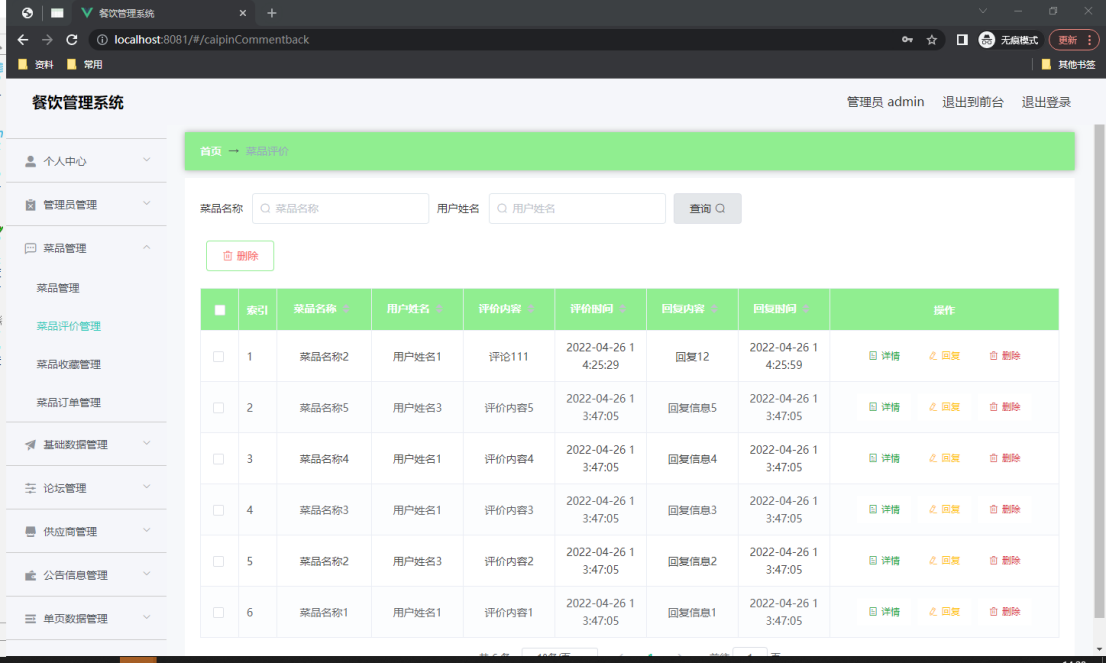 餐饮管理系统
localhost:8081/#/caipinCommentback
无痕模式
更新
资料
常用
其他书签
餐饮管理系统
管理员 admin
退出到前台
退出登录
个人中心
管理员管理
菜品管理
菜品管理
菜品评价管理
菜品收藏管理
菜品订单管理
基础数据管理
论坛管理
供应商管理
公告信息管理
单页数据管理
首页 → 菜品评价
菜品名称 菜品名称 用户姓名 用户姓名 查询
删除
索引 菜品名称 用户姓名 评价内容 评价时间 回复内容 回复时间 操作
1 菜品名称2 用户姓名1 评论111 2022-04-26 14:25:29 回复12 2022-04-26 14:25:59 详情 回复 删除
2 菜品名称5 用户姓名3 评价内容5 2022-04-26 13:47:05 回复信息5 2022-04-26 13:47:05 详情 回复 删除
3 菜品名称4 用户姓名1 评价内容4 2022-04-26 13:47:05 回复信息4 2022-04-26 13:47:05 详情 回复 删除
4 菜品名称3 用户姓名1 评价内容3 2022-04-26 13:47:05 回复信息3 2022-04-26 13:47:05 详情 回复 删除
5 菜品名称2 用户姓名3 评价内容2 2022-04-26 13:47:05 回复信息2 2022-04-26 13:47:05 详情 回复 删除
6 菜品名称1 用户姓名1 评价内容1 2022-04-26 13:47:05 回复信息1 2022-04-26 13:47:05 详情 回复 删除